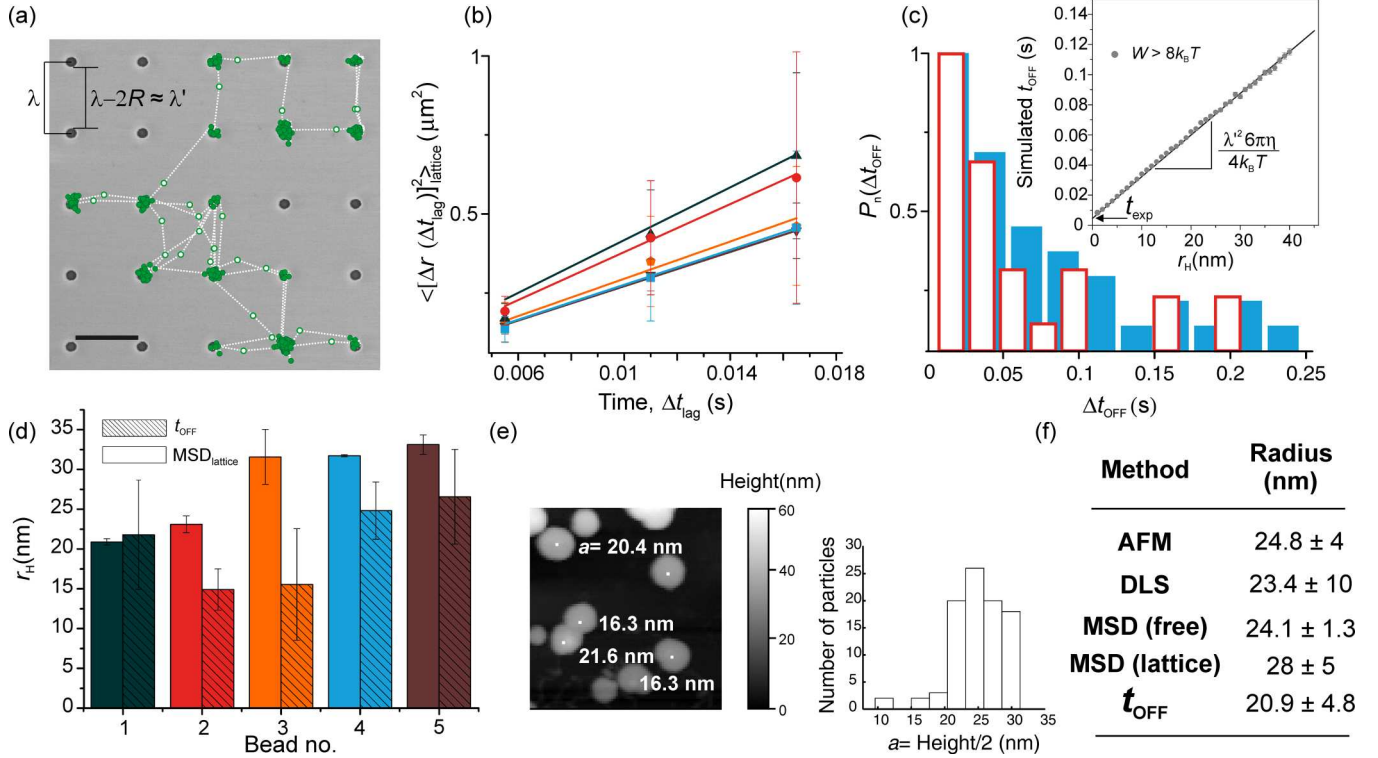 (a)
λ
λ−2R ≈ λ'
(b)
<[Δr (Δt_lag)]²>_lattice (μm²)
0.5
0.006
0.011
0.014
0.018
Time, Δt_lag (s)
(c)
P_n(Δt_OFF)
1
0.5
0
0.05
0.1
0.15
0.2
0.25
Δt_OFF (s)
Simulated t_OFF (s)
0.14
0.12
0.1
0.08
0.06
0.04
0.02
0
W > 8k_BT
λ'² 6πη
4k_BT
t_exp
0
10
20
30
40
50
r_H(nm)
(d)
r_H(nm)
35
30
25
20
15
10
5
0
t_OFF
MSD_lattice
1
2
3
4
5
Bead no.
(e)
Height(nm)
60
40
20
0
a= 20.4 nm
16.3 nm
21.6 nm
16.3 nm
Number of particles
30
25
20
15
10
5
0
10
15
20
25
30
35
a= Height/2 (nm)
(f)
Method Radius
(nm)
AFM 24.8 ± 4
DLS 23.4 ± 10
MSD (free) 24.1 ± 1.3
MSD (lattice) 28 ± 5
t_OFF 20.9 ± 4.8